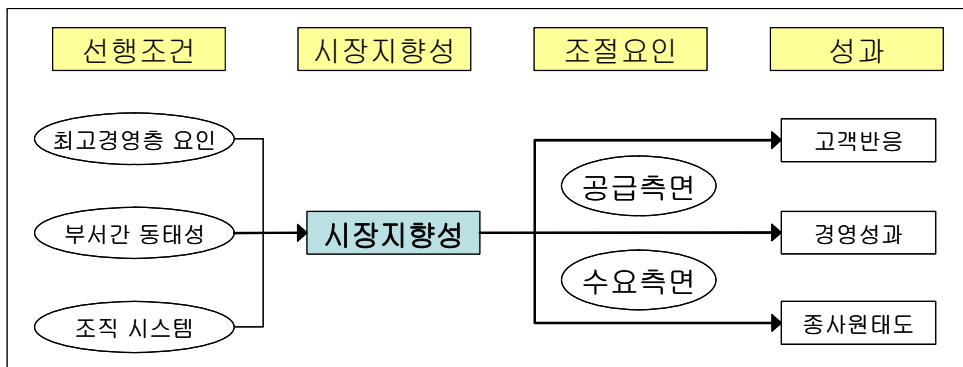 선행조건
시장지향성
조절요인
성과
최고경영층 요인
고객반응
공급측면
부서간 동태성
시장지향성
경영성과
수요측면
조직 시스템
종사원태도